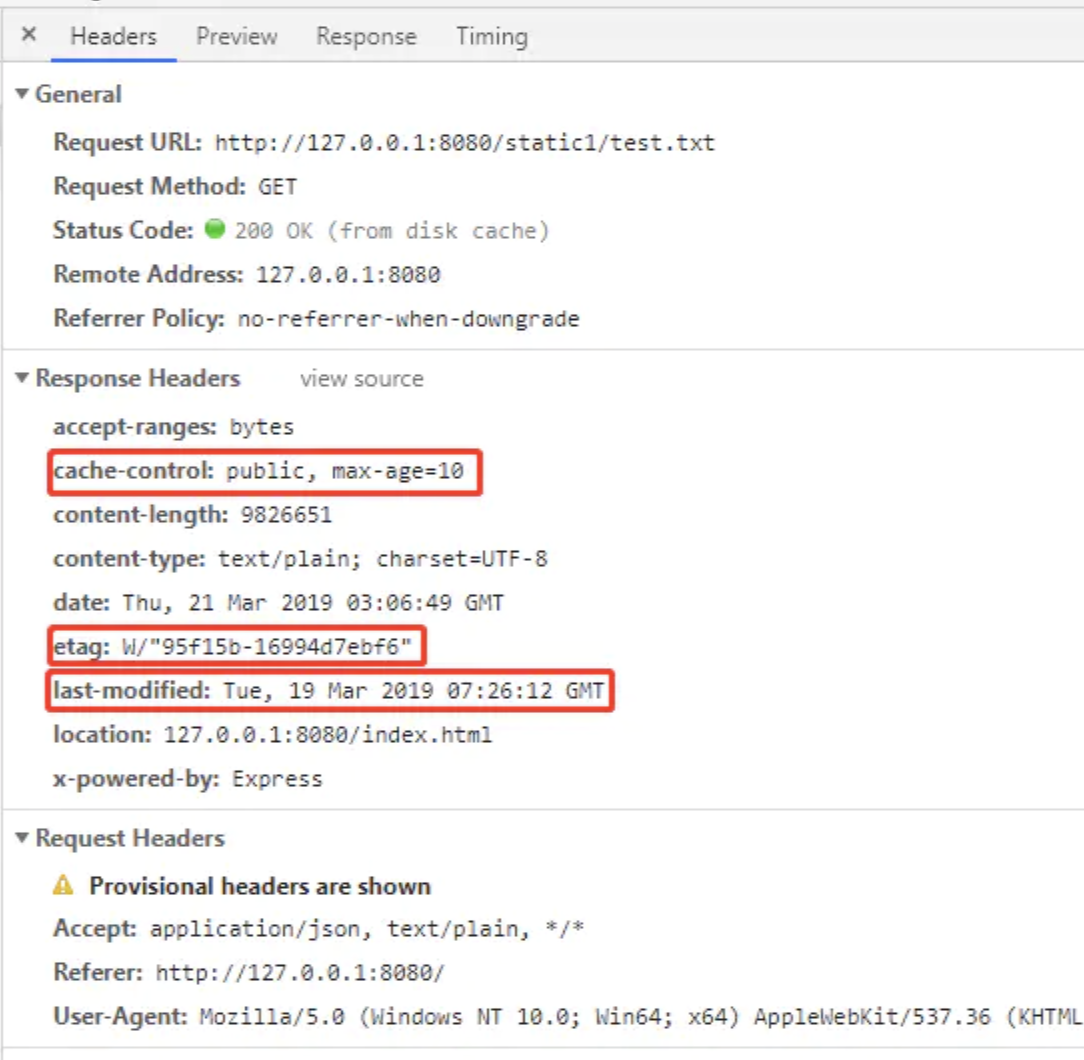 × Headers Preview Response Timing
▼ General
Request URL: http://127.0.0.1:8080/static1/test.txt
Request Method: GET
Status Code: 200 OK (from disk cache)
Remote Address: 127.0.0.1:8080
Referrer Policy: no-referrer-when-downgrade
▼ Response Headers view source
accept-ranges: bytes
cache-control: public, max-age=10
content-length: 9826651
content-type: text/plain; charset=UTF-8
date: Thu, 21 Mar 2019 03:06:49 GMT
etag: W/"95f15b-16994d7ebf6"
last-modified: Tue, 19 Mar 2019 07:26:12 GMT
location: 127.0.0.1:8080/index.html
x-powered-by: Express
▼ Request Headers
Provisional headers are shown
Accept: application/json, text/plain, */*
Referer: http://127.0.0.1:8080/
User-Agent: Mozilla/5.0 (Windows NT 10.0; Win64; x64) AppleWebKit/537.36 (KHTML